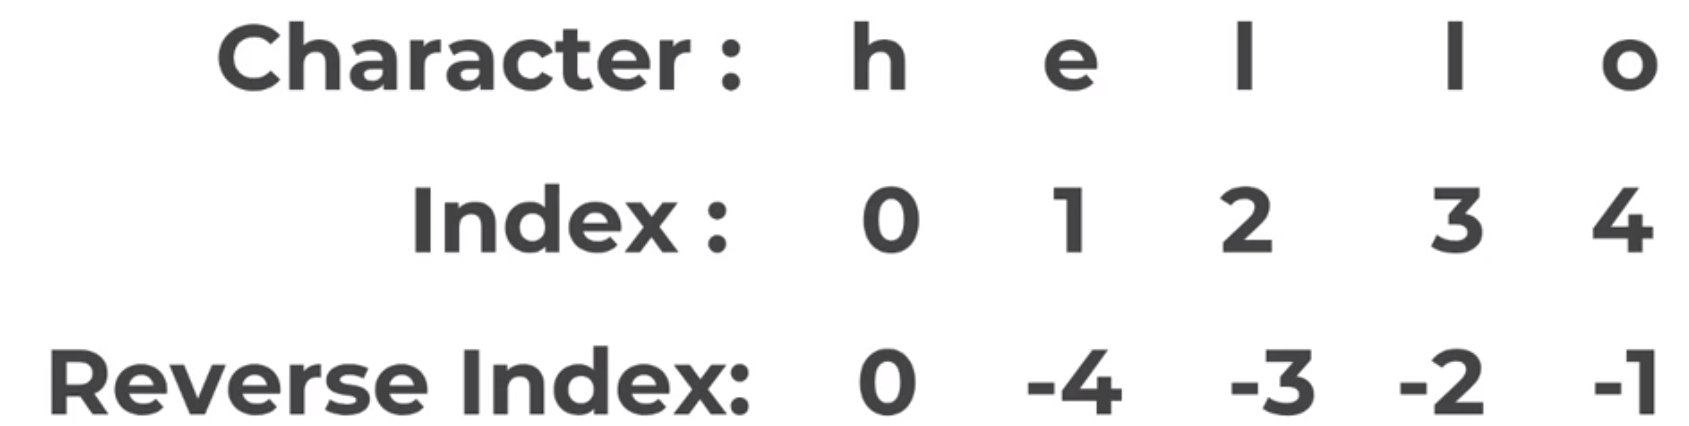 Character : h e l l o
Index : 0 1 2 3 4
Reverse Index: 0 -4 -3 -2 -1